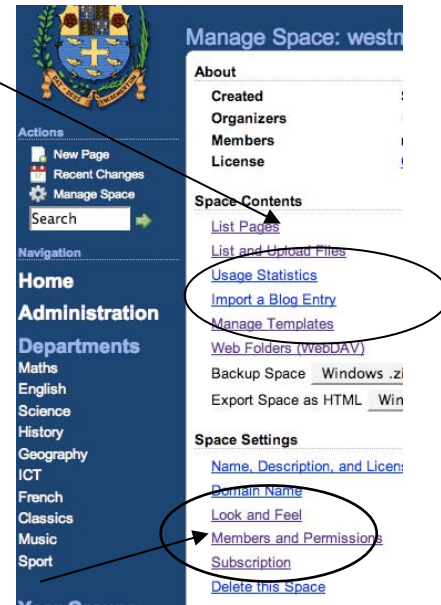 Actions
New Page
Recent Changes
Manage Space
Search
Navigation
Home
Administration
Departments
Maths
English
Science
History
Geography
ICT
French
Classics
Music
Sport
Manage Space: westm
About
Created
Organizers
Members
License
Space Contents
List Pages
List and Upload Files
Usage Statistics
Import a Blog Entry
Manage Templates
Web Folders (WebDAV)
Backup Space Windows .zi
Export Space as HTML Win
Space Settings
Name, Description, and Licens
Domain Name
Look and Feel
Members and Permissions
Subscription
Delete this Space